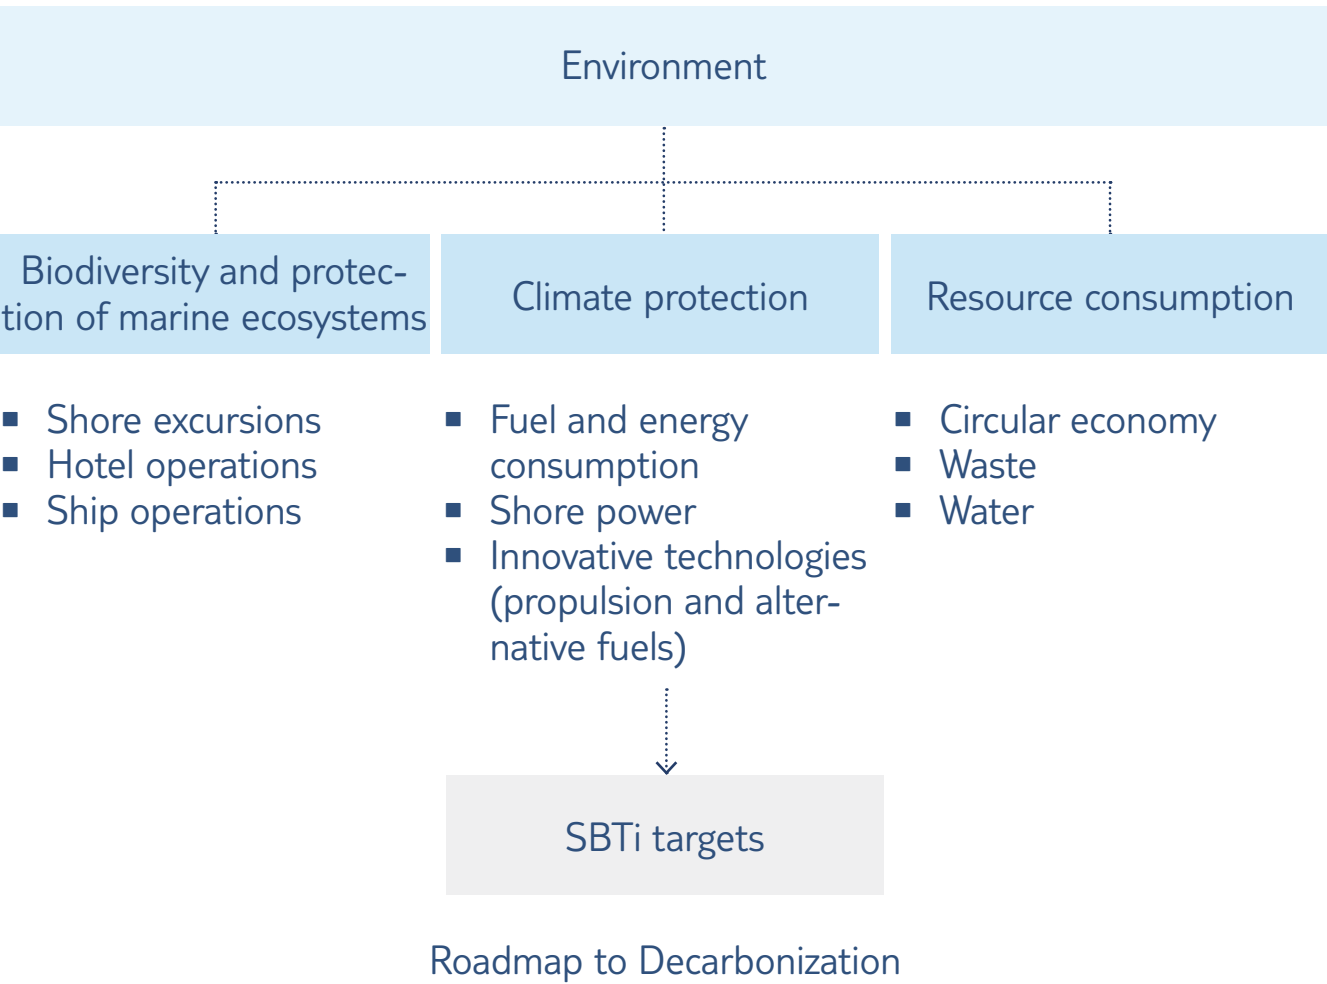 Environment
Biodiversity and protec-
tion of marine ecosystems
Climate protection
Resource consumption
▪ Shore excursions
▪ Hotel operations
▪ Ship operations
▪ Fuel and energy
consumption
▪ Shore power
▪ Innovative technologies
(propulsion and alter-
native fuels)
▪ Circular economy
▪ Waste
▪ Water
SBTi targets
Roadmap to Decarbonization